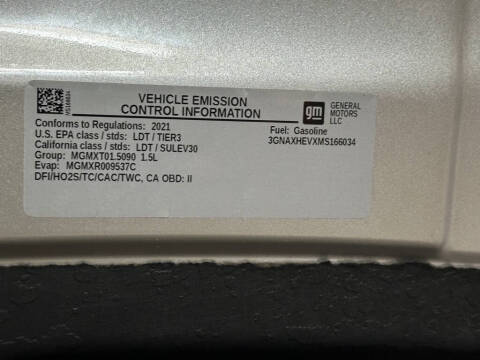 VEHICLE EMISSION
CONTROL INFORMATION
gm
GENERAL
MOTORS
LLC
Conforms to Regulations: 2021
U.S. EPA class / stds: LDT / TIER3
California class / stds: LDT / SULEV30
Group: MGMXT01.5090 1.5L
Evap: MGMXR009537C
DFI/HO2S/TC/CAC/TWC, CA OBD: II
Fuel: Gasoline
3GNAXHEVXMS166034